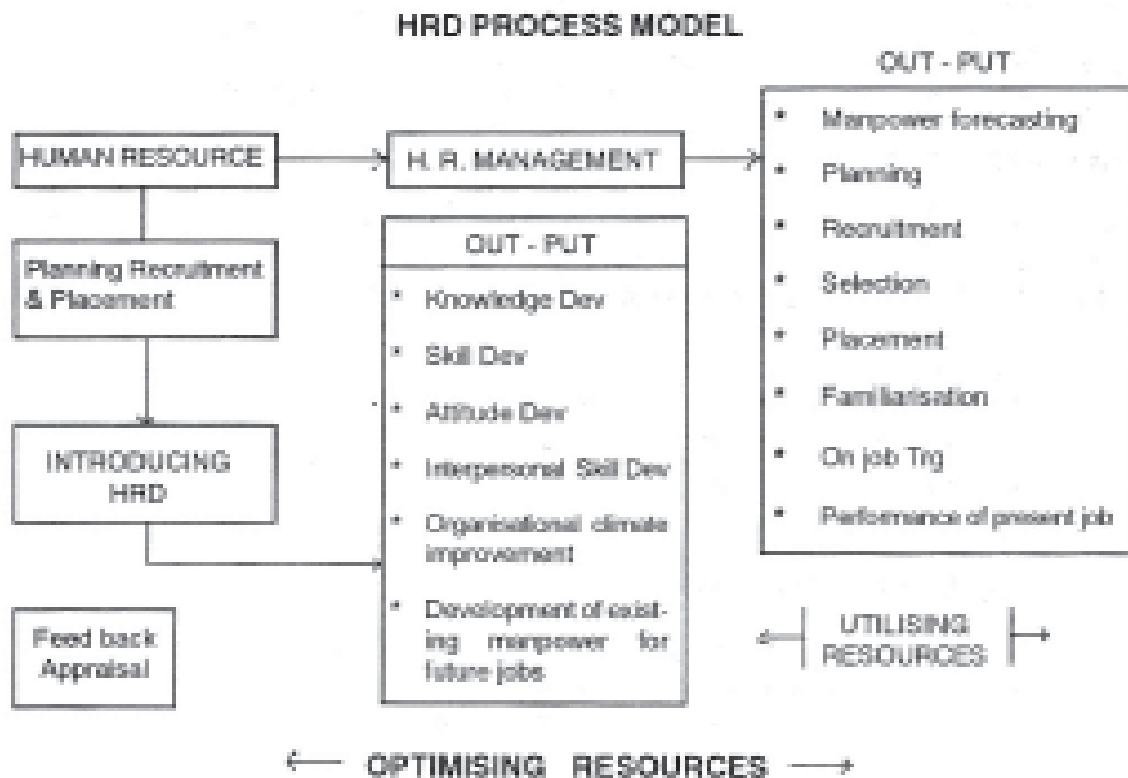 HRD PROCESS MODEL
HUMAN RESOURCE
Planning Recruitment
& Placement
INTRODUCING
HRD
Feed back
Appraisal
H. R. MANAGEMENT
OUT - PUT
* Knowledge Dev
* Skill Dev
* Attitude Dev
* Interpersonal Skill Dev
* Organisational climate
improvement
* Development of exist-
ing manpower for
future jobs
OUT - PUT
* Manpower forecasting
* Planning
* Recruitment
* Selection
* Placement
* Familiarisation
* On job Trg
* Performance of present job
UTILISING
RESOURCES
OPTIMISING RESOURCES